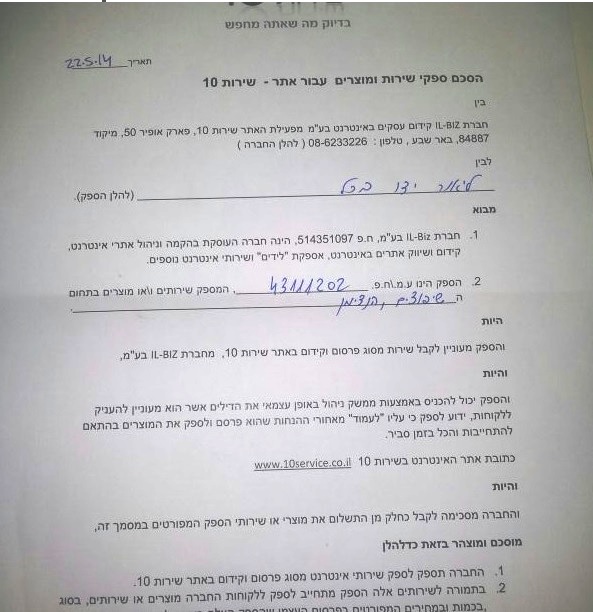 בדיוק מה שאתה מחפש
תאריך 22.5.14
הסכם ספקי שירות ומוצרים עבור אתר - שירות 10
בין
חברת IL-BIZ קידום עסקים באינטרנט בע"מ מפעילת האתר שירות 10, פארק אופיר 50, מיקוד
84887, באר שבע, טלפון : 08-6233226 ( להלן החברה )
לבין
ליאור ידו בכל (להלן הספק).
מבוא
1. חברת IL-Biz בע"מ, ח.פ 514351097, הינה חברה העוסקת בהקמה וניהול אתרי אינטרנט,
קידום ושיווק אתרים באינטרנט, אספקת "לידים" ושירותי אינטרנט נוספים.
2. הספק הינו ע.מ\ח.פ. 43111202, המספק שירותים ו\או מוצרים בתחום
ה שיפוצים, הנדימן.
היות
והספק מעוניין לקבל שירות מסוג פרסום וקידום באתר שירות 10, מחברת IL-BIZ בע"מ,
והיות
והספק יכול להכניס באמצעות ממשק ניהול באופן עצמאי את הדילים אשר הוא מעוניין להעניק
ללקוחות, ידוע לספק כי עליו "לעמוד" מאחורי ההנחות שהוא פרסם ולספק את המוצרים בהתאם
להתחייבות והכל בזמן סביר.
כתובת אתר האינטרנט בשירות 10 www.10service.co.il
והיות
והחברה מסכימה לקבל כחלק מן התשלום את מוצרי או שירותי הספק המפורטים במסמך זה,
מוסכם ומוצהר בזאת כדלהלן
1. החברה תספק לספק שירותי אינטרנט מסוג פרסום וקידום באתר שירות 10.
2. בתמורה לשירותים אלה הספק מתחייב לספק ללקוחות החברה מוצרים או שירותים, בסוג
,בכמות ובמחירים המפורטים בפרסום